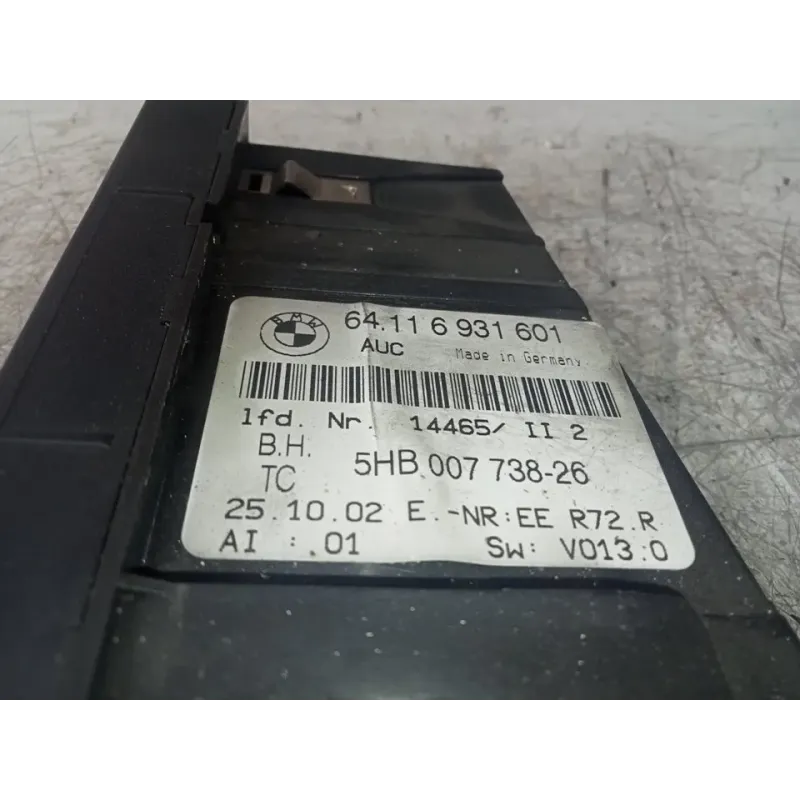 BMW
64.11 6 931 601
AUC Made in Germany
lfd. Nr. 14465/ II 2
B.H.
TC 5HB 007 738-26
25.10.02 E.-NR:EE R72.R
AI :.01 SW: V013.0